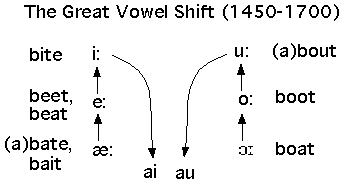 The Great Vowel Shift (1450-1700)
bite i: u: (a)bout
beet,
beat e: o: boot
(a)bate,
bait æ: ɔ: boat
ai au